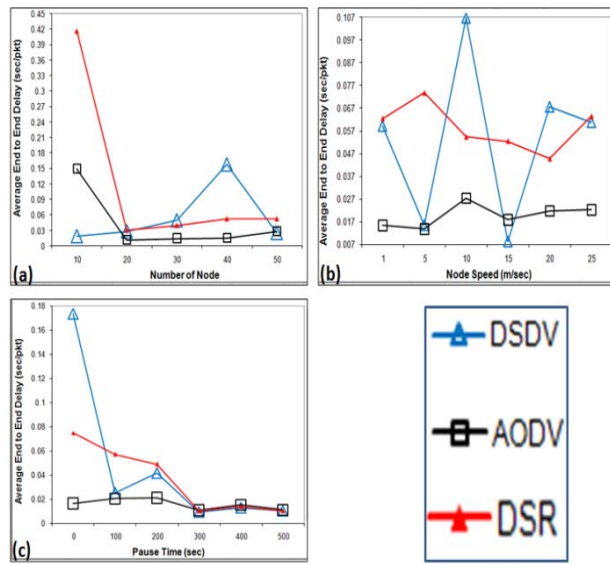 Average End to End Delay (sec/pkt)
0.45
0.42
0.39
0.36
0.33
0.3
0.27
0.24
0.21
0.18
0.15
0.12
0.09
0.06
0.03
0
10 20 30 40 50
Number of Node
(a)
Average End to End Delay (sec/pkt)
0.107
0.097
0.087
0.077
0.067
0.057
0.047
0.037
0.027
0.017
0.007
1 5 10 15 20 25
Node Speed (m/sec)
(b)
Average End to End Delay (sec/pkt)
0.18
0.16
0.14
0.12
0.1
0.08
0.06
0.04
0.02
0
0 100 200 300 400 500
Pause Time (sec)
(c)
DSDV
AODV
DSR